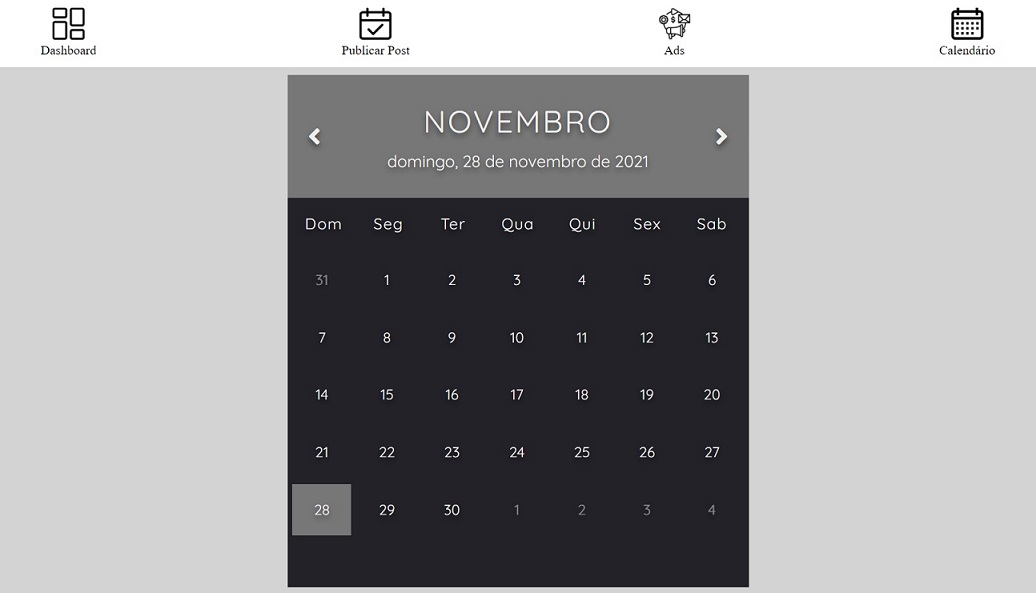 Dashboard Publicar Post Ads Calendário
NOVEMBRO
domingo, 28 de novembro de 2021
Dom Seg Ter Qua Qui Sex Sab
31 1 2 3 4 5 6
7 8 9 10 11 12 13
14 15 16 17 18 19 20
21 22 23 24 25 26 27
28 29 30 1 2 3 4